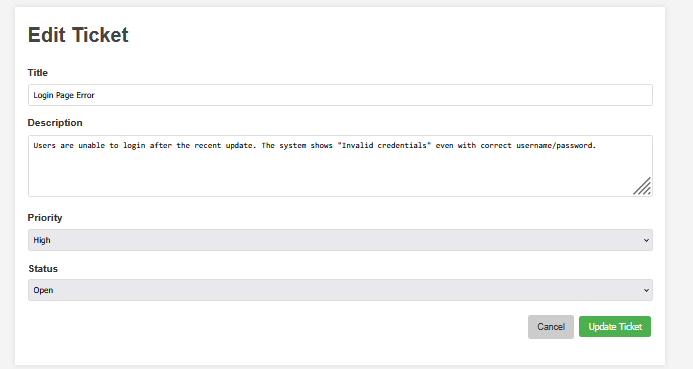 Edit Ticket
Title
Login Page Error
Description
Users are unable to login after the recent update. The system shows "Invalid credentials" even with correct username/password.
Priority
High
Status
Open
Cancel Update Ticket